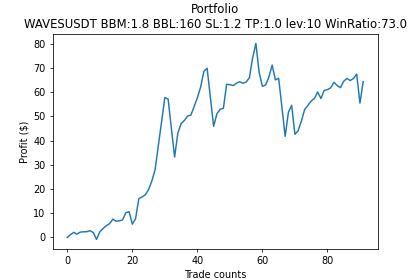 Portfolio
WAVESUSDT BBM:1.8 BBL:160 SL:1.2 TP:1.0 lev:10 WinRatio:73.0
80
70
60
50
40
30
20
10
0
Profit ($)
0 20 40 60 80
Trade counts